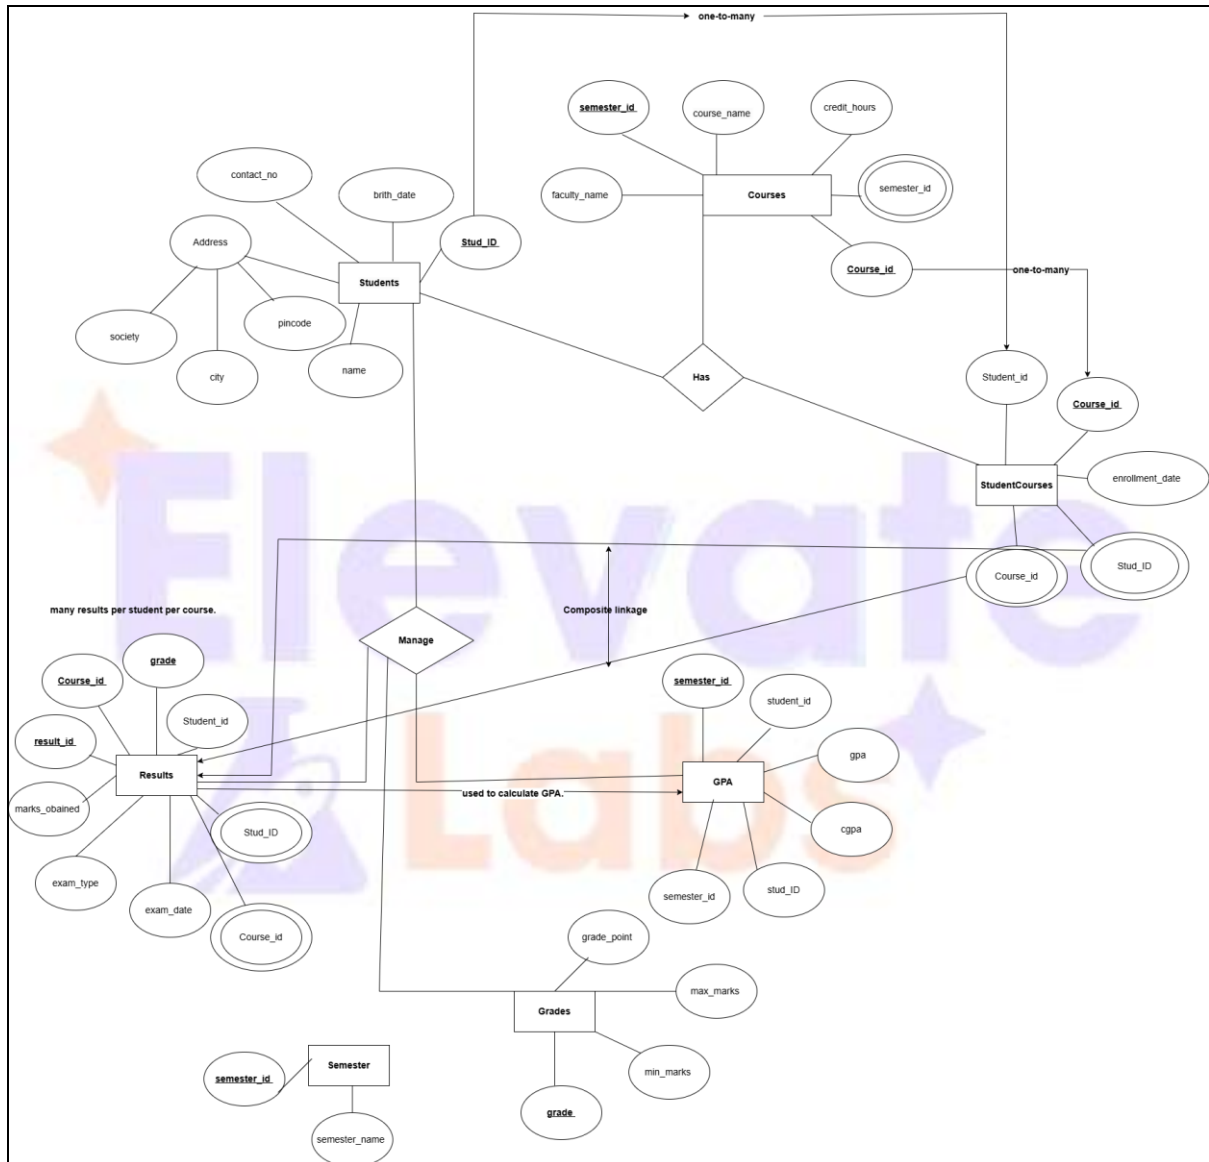 one-to-many
semester_id
course_name
credit_hours
contact_no
brith_date
faculty_name
Courses
semester_id
Address
Stud_ID
Students
Course_id
one-to-many
society
pincode
city
name
Has
Student_id
Course_id
StudentCourses
enrollment_date
Elevate
Course_id
Stud_ID
many results per student per course.
Composite linkage
Manage
grade
Course_id
semester_id
student_id
Student_id
result_id
gpa
Results
GPA
used to calculate GPA.
marks_obained
Labs
Stud_ID
cgpa
exam_type
semester_id
stud_ID
exam_date
Course_id
grade_point
max_marks
Grades
Semester
min_marks
semester_id
grade
semester_name